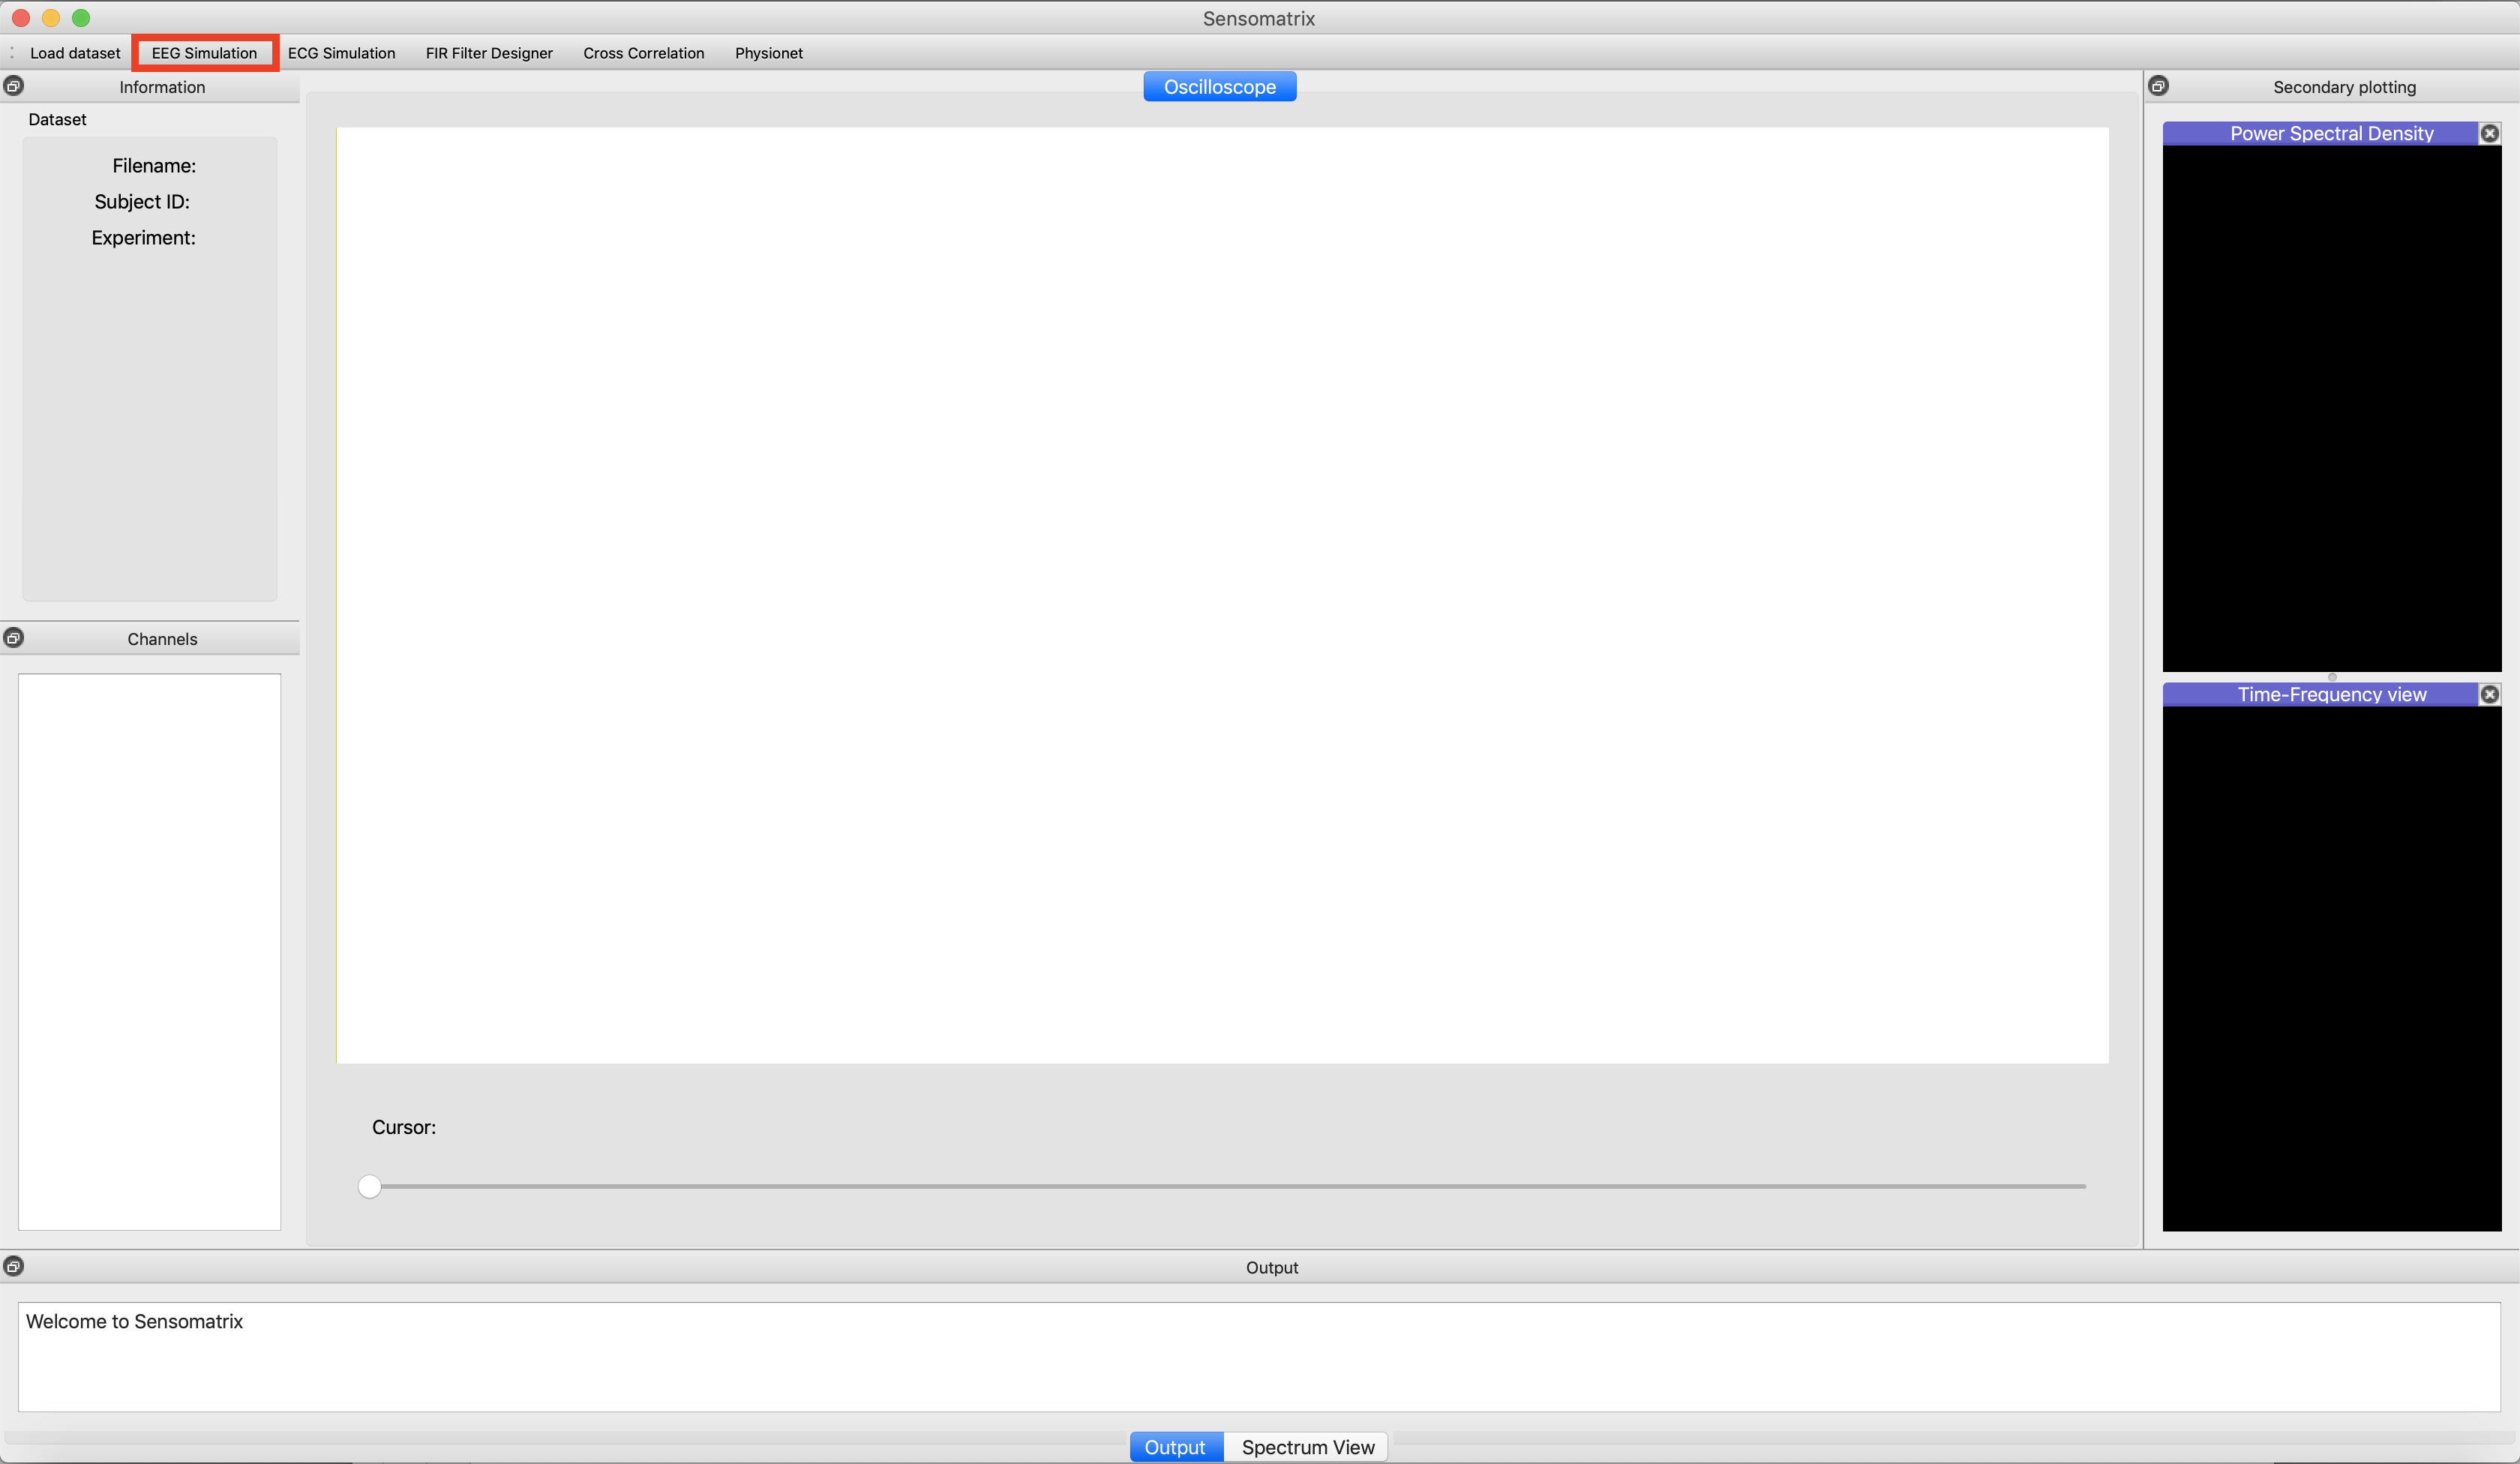 Sensomatrix
Load dataset EEG Simulation ECG Simulation FIR Filter Designer Cross Correlation Physionet
Information
Dataset
Filename:
Subject ID:
Experiment:
Channels
Oscilloscope
Cursor:
Secondary plotting
Power Spectral Density
Time-Frequency view
Output
Welcome to Sensomatrix
Output Spectrum View